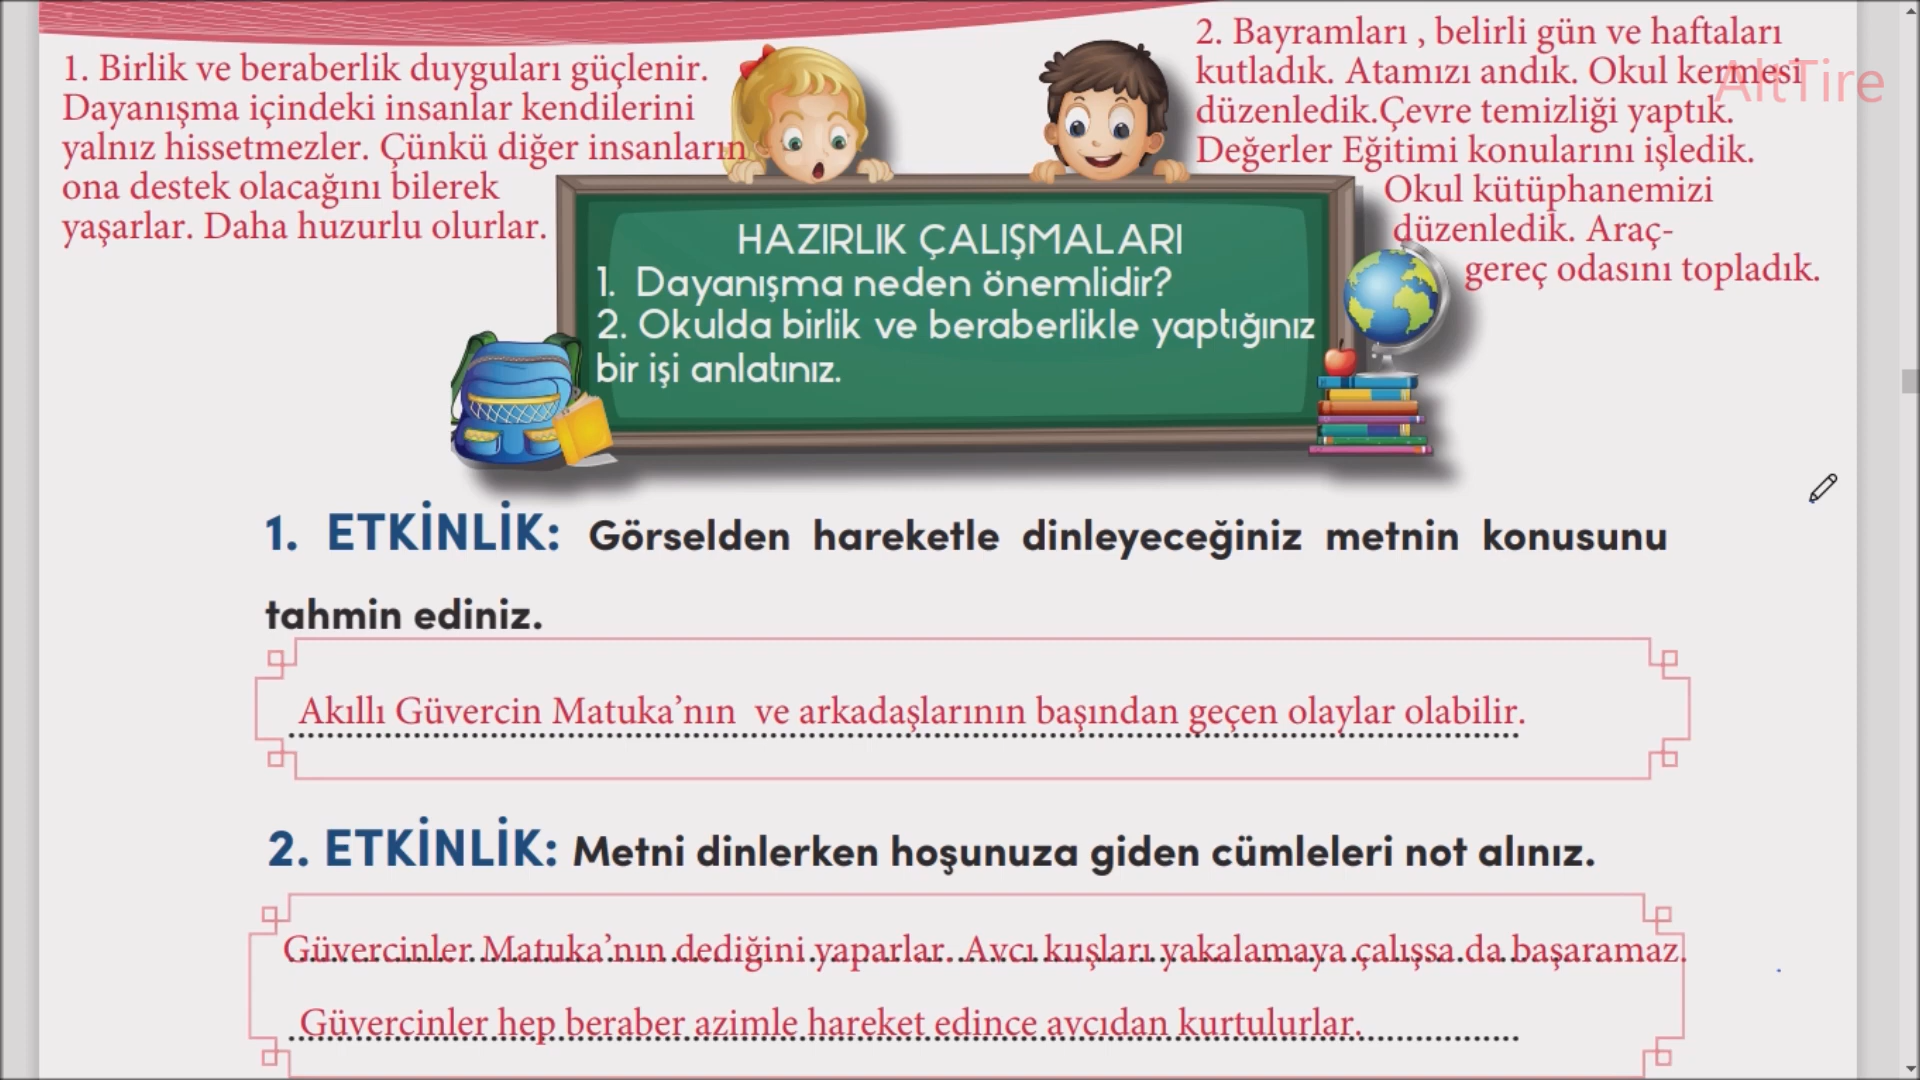 1. Birlik ve beraberlik duyguları güçlenir.
Dayanışma içindeki insanlar kendilerini
yalnız hissetmezler. Çünkü diğer insanların
ona destek olacağını bilerek
yaşarlar. Daha huzurlu olurlar.
2. Bayramları , belirli gün ve haftaları
kutladık. Atamızı andık. Okul kermesi
düzenledik.Çevre temizliği yaptık.
Değerler Eğitimi konularını işledik.
Okul kütüphanemizi
düzenledik. Araç-
gereç odasını topladık.
AltTire
HAZIRLIK ÇALIŞMALARI
1. Dayanışma neden önemlidir?
2. Okulda birlik ve beraberlikle yaptığınız
bir işi anlatınız.
1. ETKİNLİK: Görselden hareketle dinleyeceğiniz metnin konusunu
tahmin ediniz.
Akıllı Güvercin Matuka’nın ve arkadaşlarının başından geçen olaylar olabilir.
2. ETKİNLİK: Metni dinlerken hoşunuza giden cümleleri not alınız.
Güvercinler Matuka’nın dediğini yaparlar. Avcı kuşları yakalamaya çalışsa da başaramaz.
Güvercinler hep beraber azimle hareket edince avcıdan kurtulurlar.